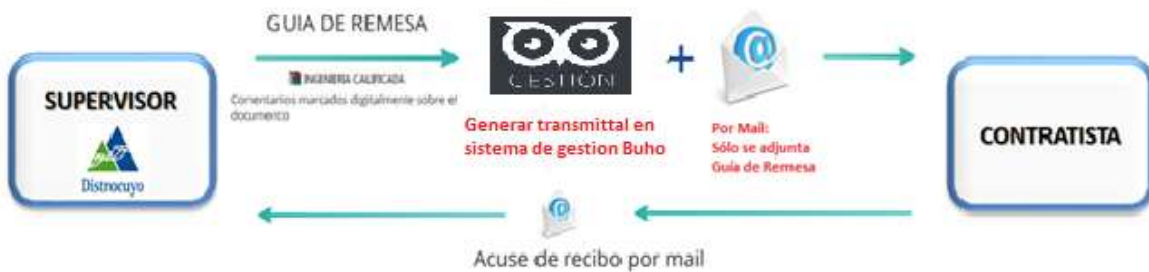 GUIA DE REMESA
INGENIERIA CALIFICADA
Comentarios marcados digitalmente sobre el
documento
SUPERVISOR
Distrocuyo
GESTIÓN
Generar transmittal en
sistema de gestion Buho
+
Por Mail:
Sólo se adjunta
Guía de Remesa
CONTRATISTA
Acuse de recibo por mail